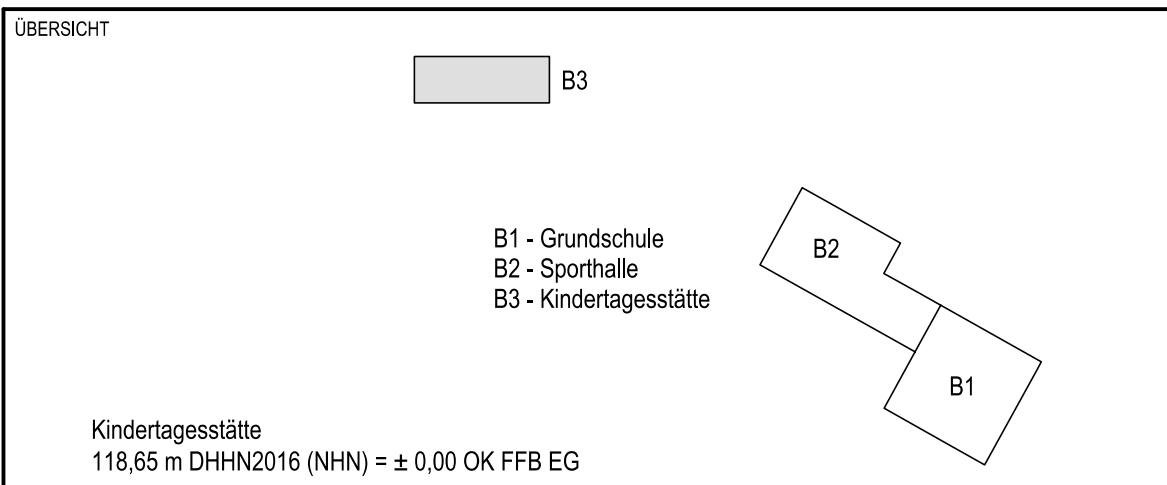 ÜBERSICHT
B3
B1 - Grundschule
B2 - Sporthalle
B3 - Kindertagesstätte
B2
B1
Kindertagesstätte
118,65 m DHHN2016 (NHN) = ± 0,00 OK FFB EG